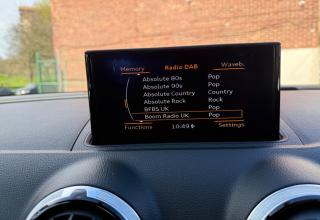 Memory Radio DAB Waveb.
Absolute 80s Pop
Absolute 90s Pop
Absolute Country Country
Absolute Rock Rock
BFBS UK Pop
Boom Radio UK Pop
Functions 10:49 Settings